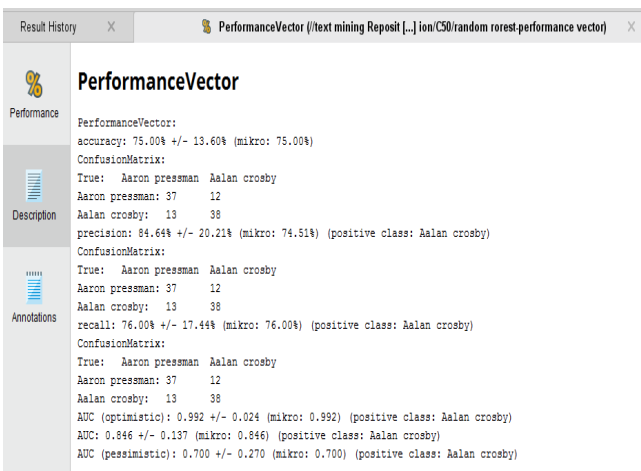 Result History
PerformanceVector (//text mining Reposit [...] ion/C50/random rorest-performance vector)
PerformanceVector
Performance
Description
Annotations
PerformanceVector:
accuracy: 75.00% +/- 13.60% (mikro: 75.00%)
ConfusionMatrix:
True: Aaron pressman Aalan crosby
Aaron pressman: 37 12
Aalan crosby: 13 38
precision: 84.64% +/- 20.21% (mikro: 74.51%) (positive class: Aalan crosby)
ConfusionMatrix:
True: Aaron pressman Aalan crosby
Aaron pressman: 37 12
Aalan crosby: 13 38
recall: 76.00% +/- 17.44% (mikro: 76.00%) (positive class: Aalan crosby)
ConfusionMatrix:
True: Aaron pressman Aalan crosby
Aaron pressman: 37 12
Aalan crosby: 13 38
AUC (optimistic): 0.992 +/- 0.024 (mikro: 0.992) (positive class: Aalan crosby)
AUC: 0.846 +/- 0.137 (mikro: 0.846) (positive class: Aalan crosby)
AUC (pessimistic): 0.700 +/- 0.270 (mikro: 0.700) (positive class: Aalan crosby)